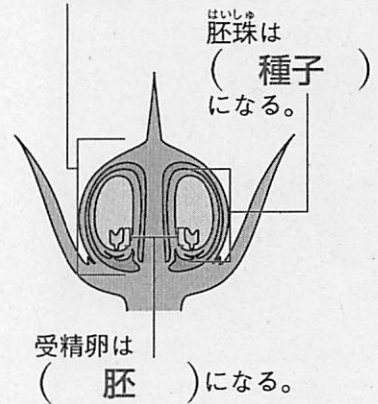 はいしゅ
胚珠は
( 種子 )
になる。
受精卵は
( 胚 )になる。